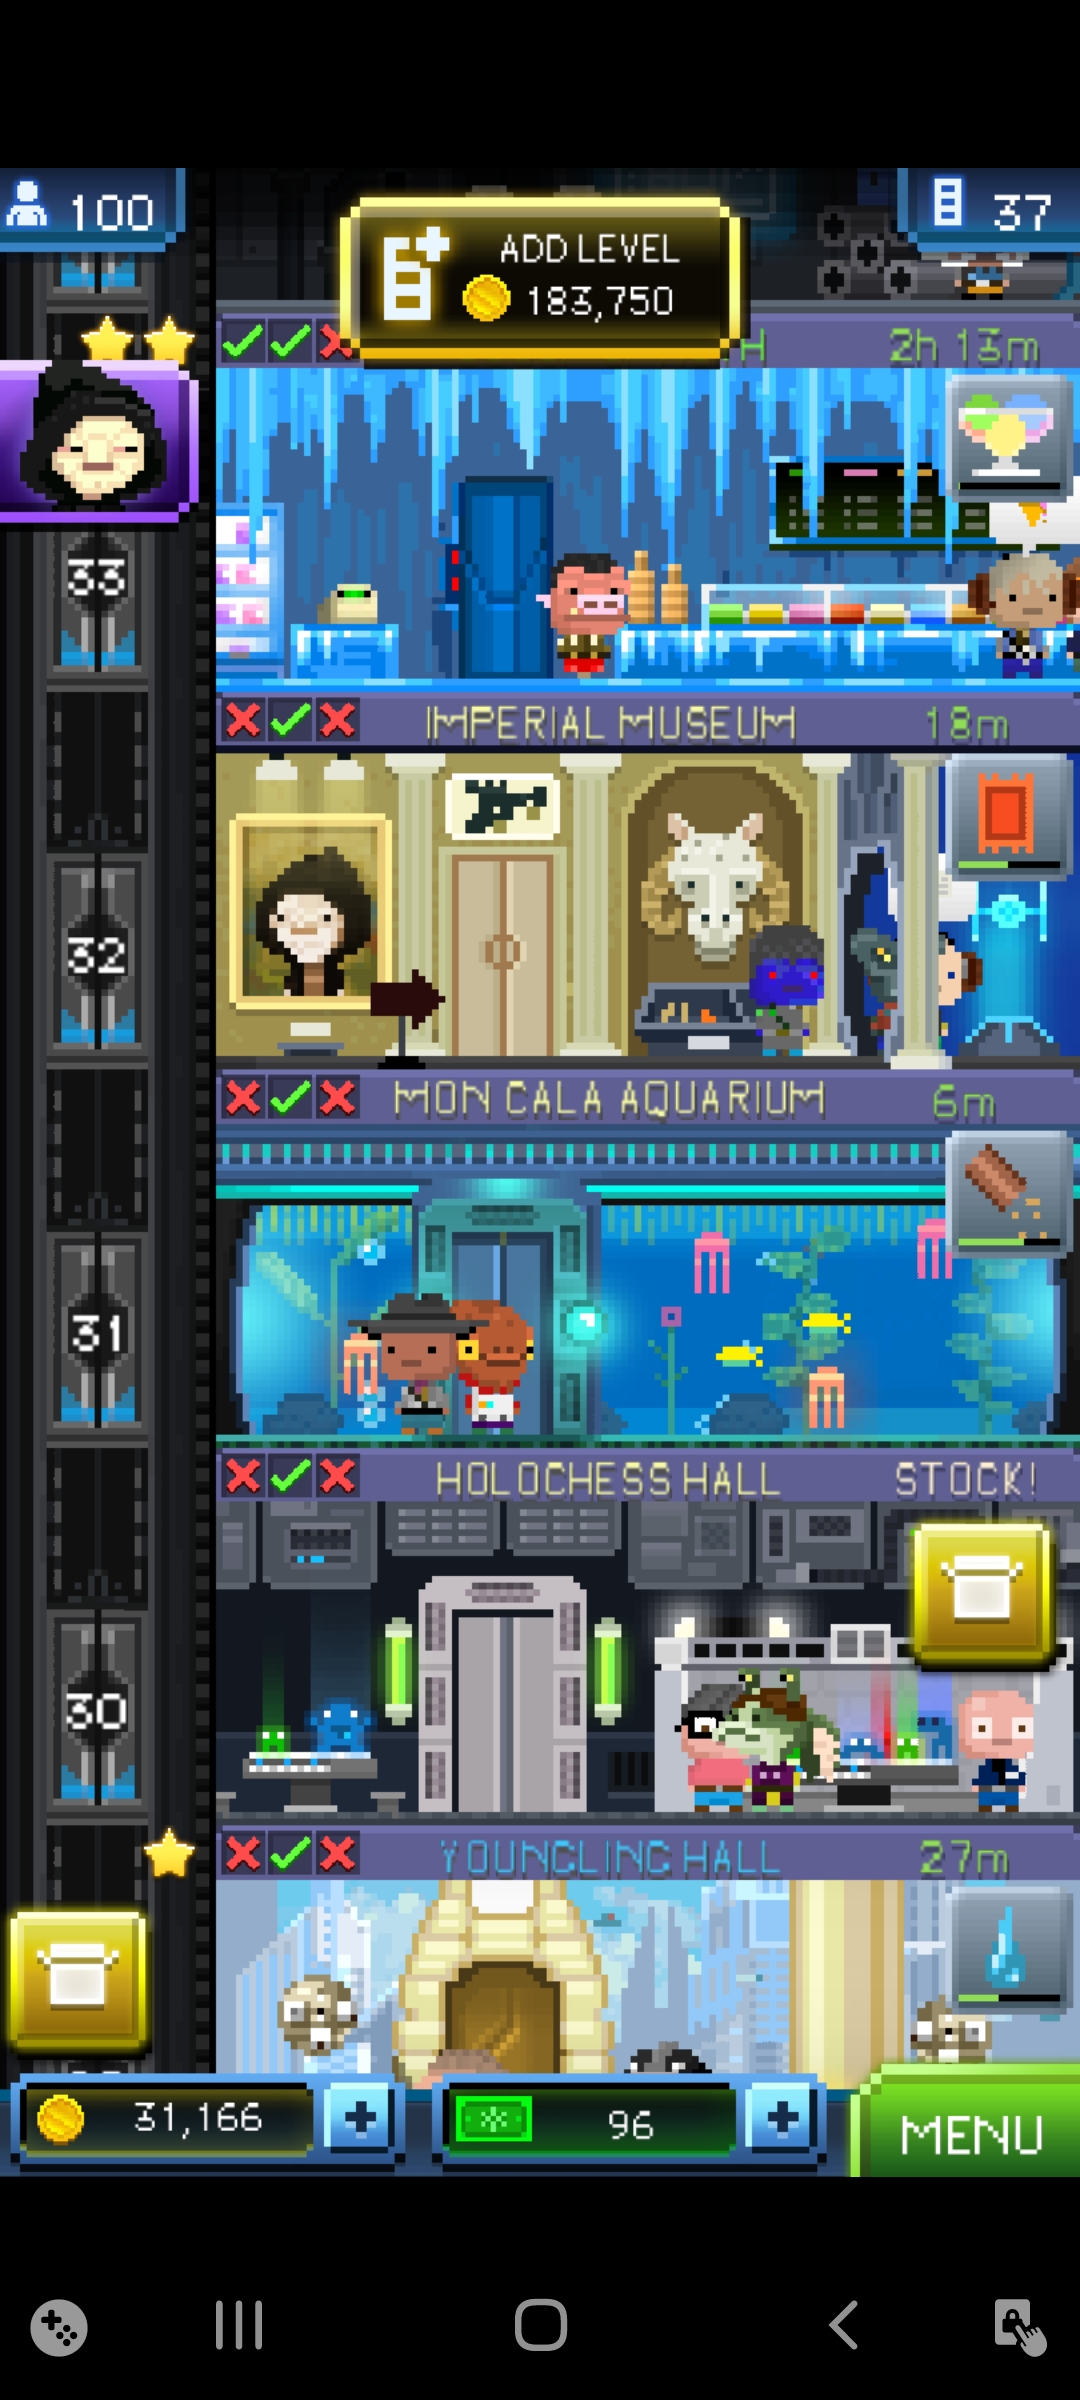 100
ADD LEVEL
183,750
37
H
2h 13m
33
IMPERIAL MUSEUM
18m
32
MON CALA AQUARIUM
6m
31
HOLOCHESS HALL
STOCK!
30
YOUNGLING HALL
27m
31,166
96
MENU